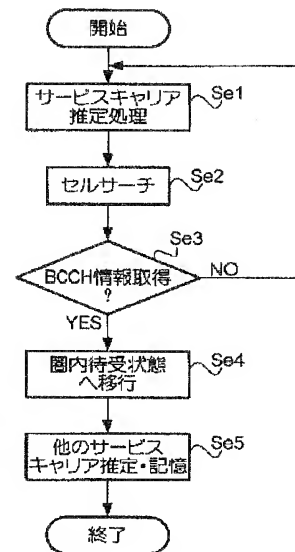 開始
サービスキャリア
推定処理
Se1
セルサーチ
Se2
BCCH情報取得
?
Se3
NO
YES
圏内待受状態
へ移行
Se4
他のサービス
キャリア推定・記憶
Se5
終了